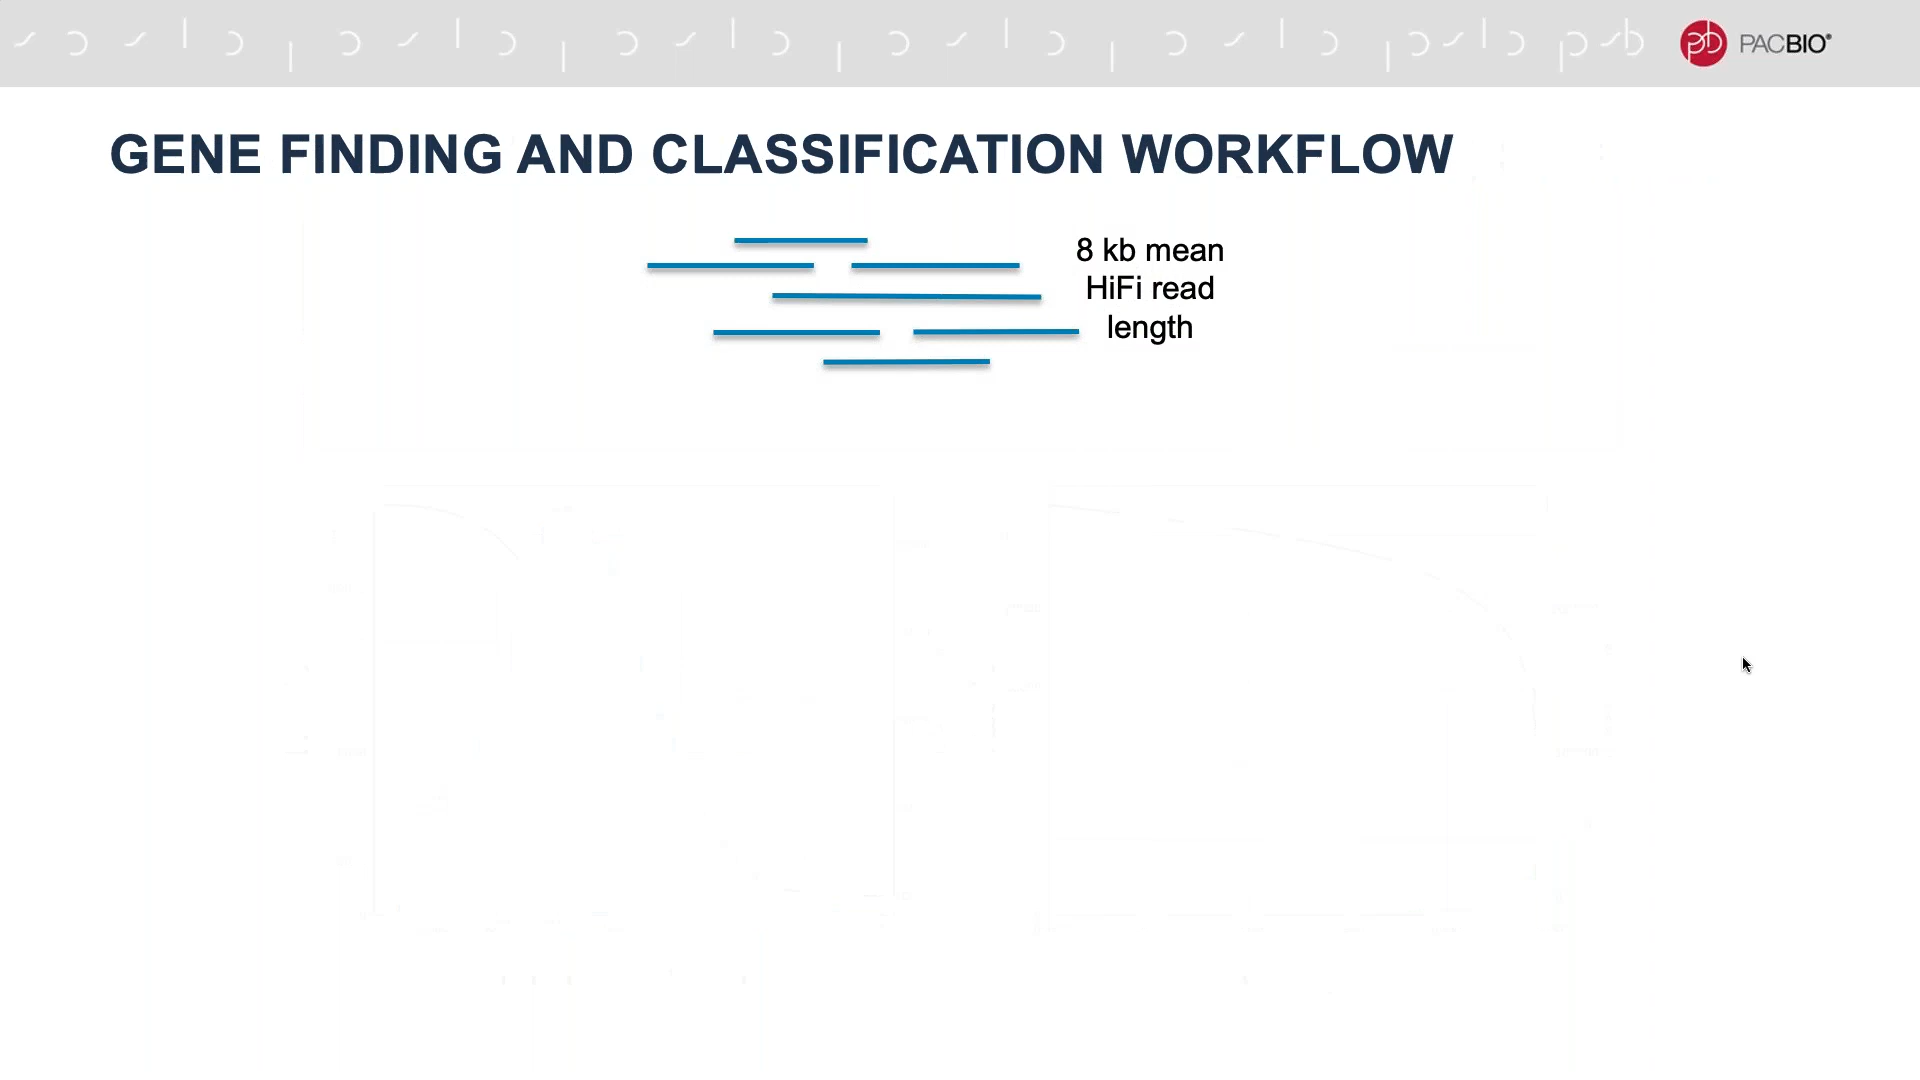 PACBIO®
GENE FINDING AND CLASSIFICATION WORKFLOW
8 kb mean
HiFi read
length